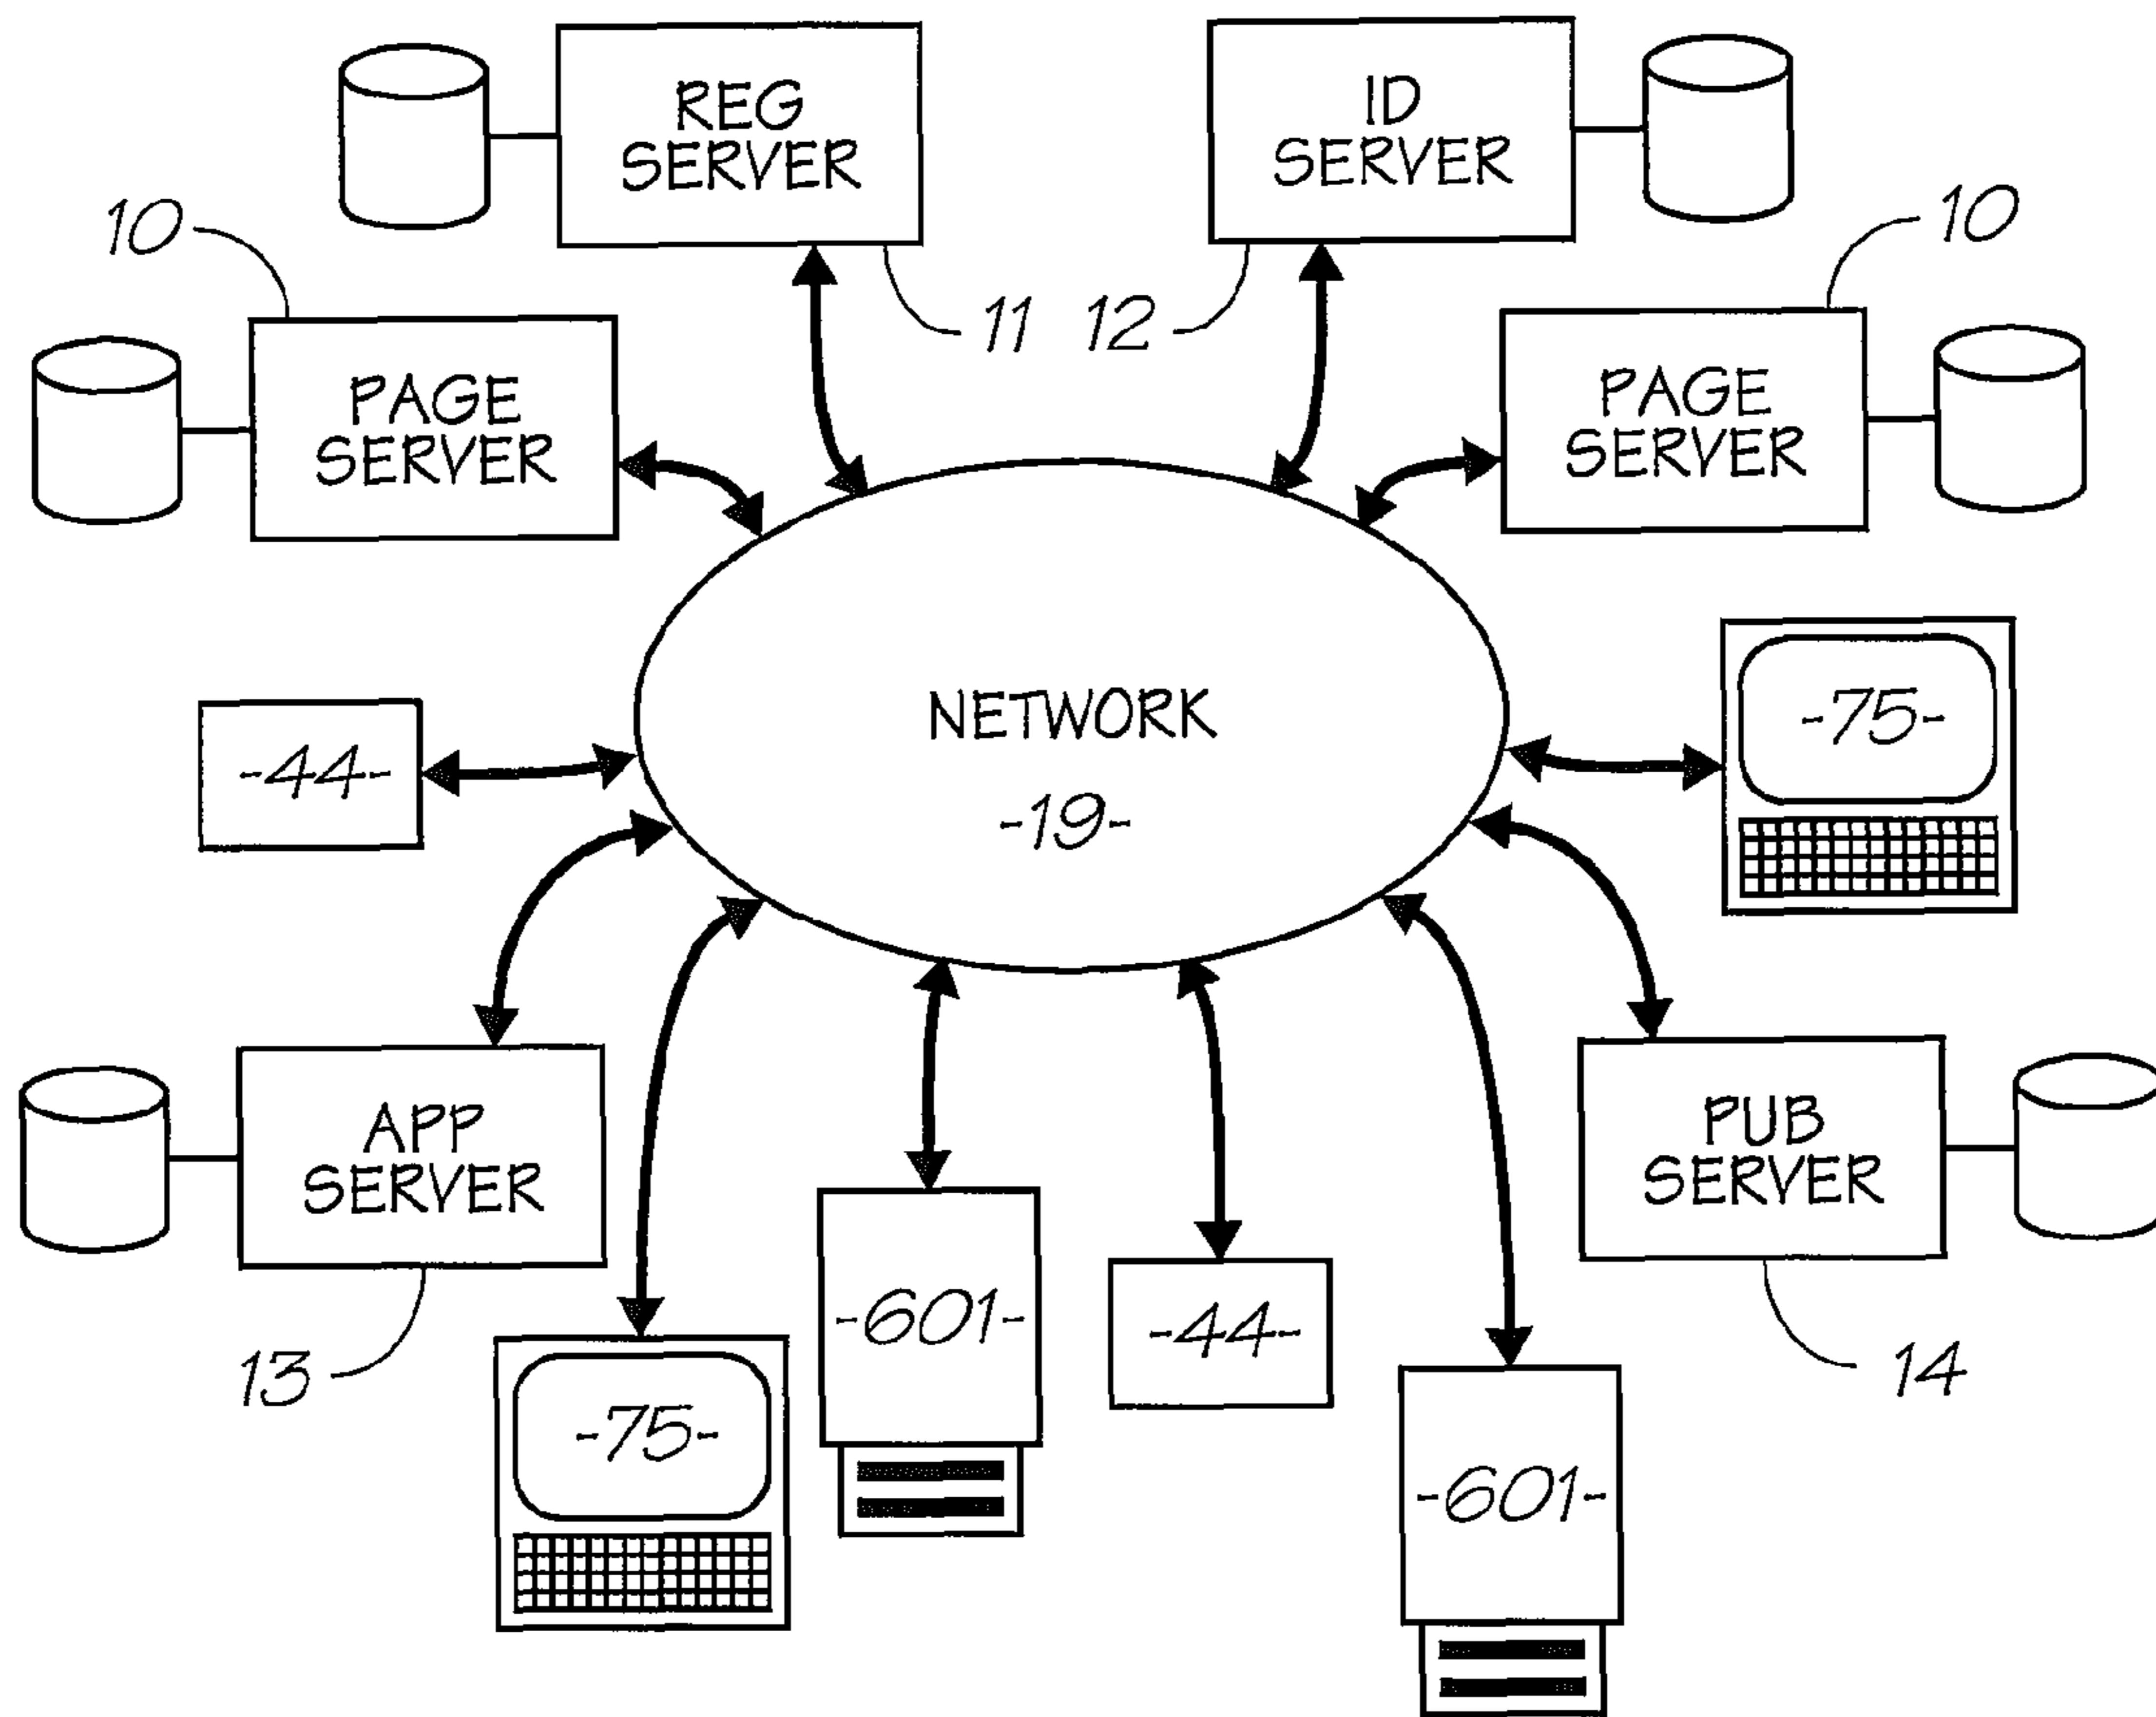 REG
SERVER
ID
SERVER
10
10
11
12
PAGE
SERVER
PAGE
SERVER
NETWORK
-19-
-44-
-75-
APP
SERVER
PUB
SERVER
-601-
-44-
13
14
-75-
-601-